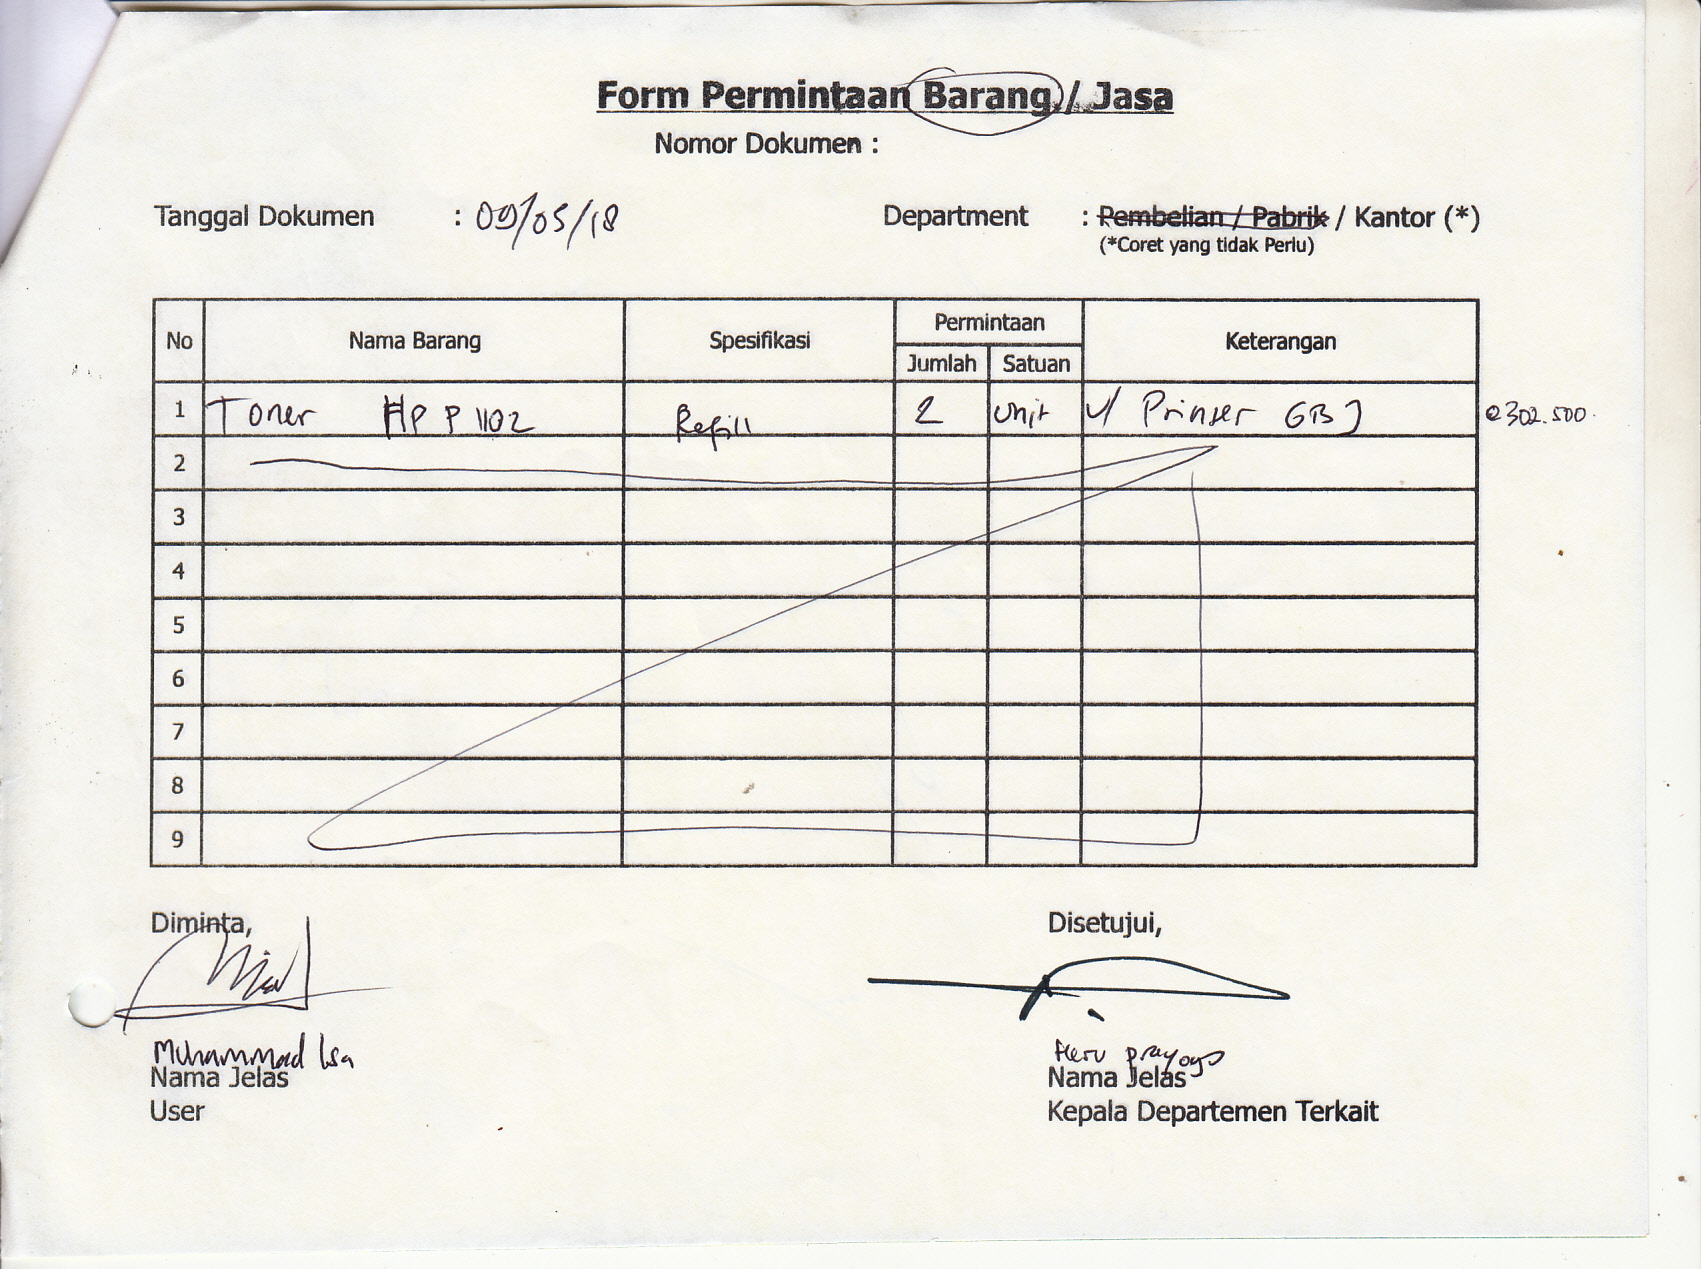 Form Permintaan Barang / Jasa
Nomor Dokumen :
Tanggal Dokumen : 09/05/18
Department : Pembelian / Pabrik / Kantor (*)
(*Coret yang tidak Perlu)
No Nama Barang Spesifikasi Permintaan Keterangan
Jumlah Satuan
1 Toner HP P 1102 Refill 2 Unit U/ Printer GBJ @302.500.
2
3
4
5
6
7
8
9
Diminta, Disetujui,
Muhammad Isa Heru prayogo
Nama Jelas Nama Jelas
User Kepala Departemen Terkait